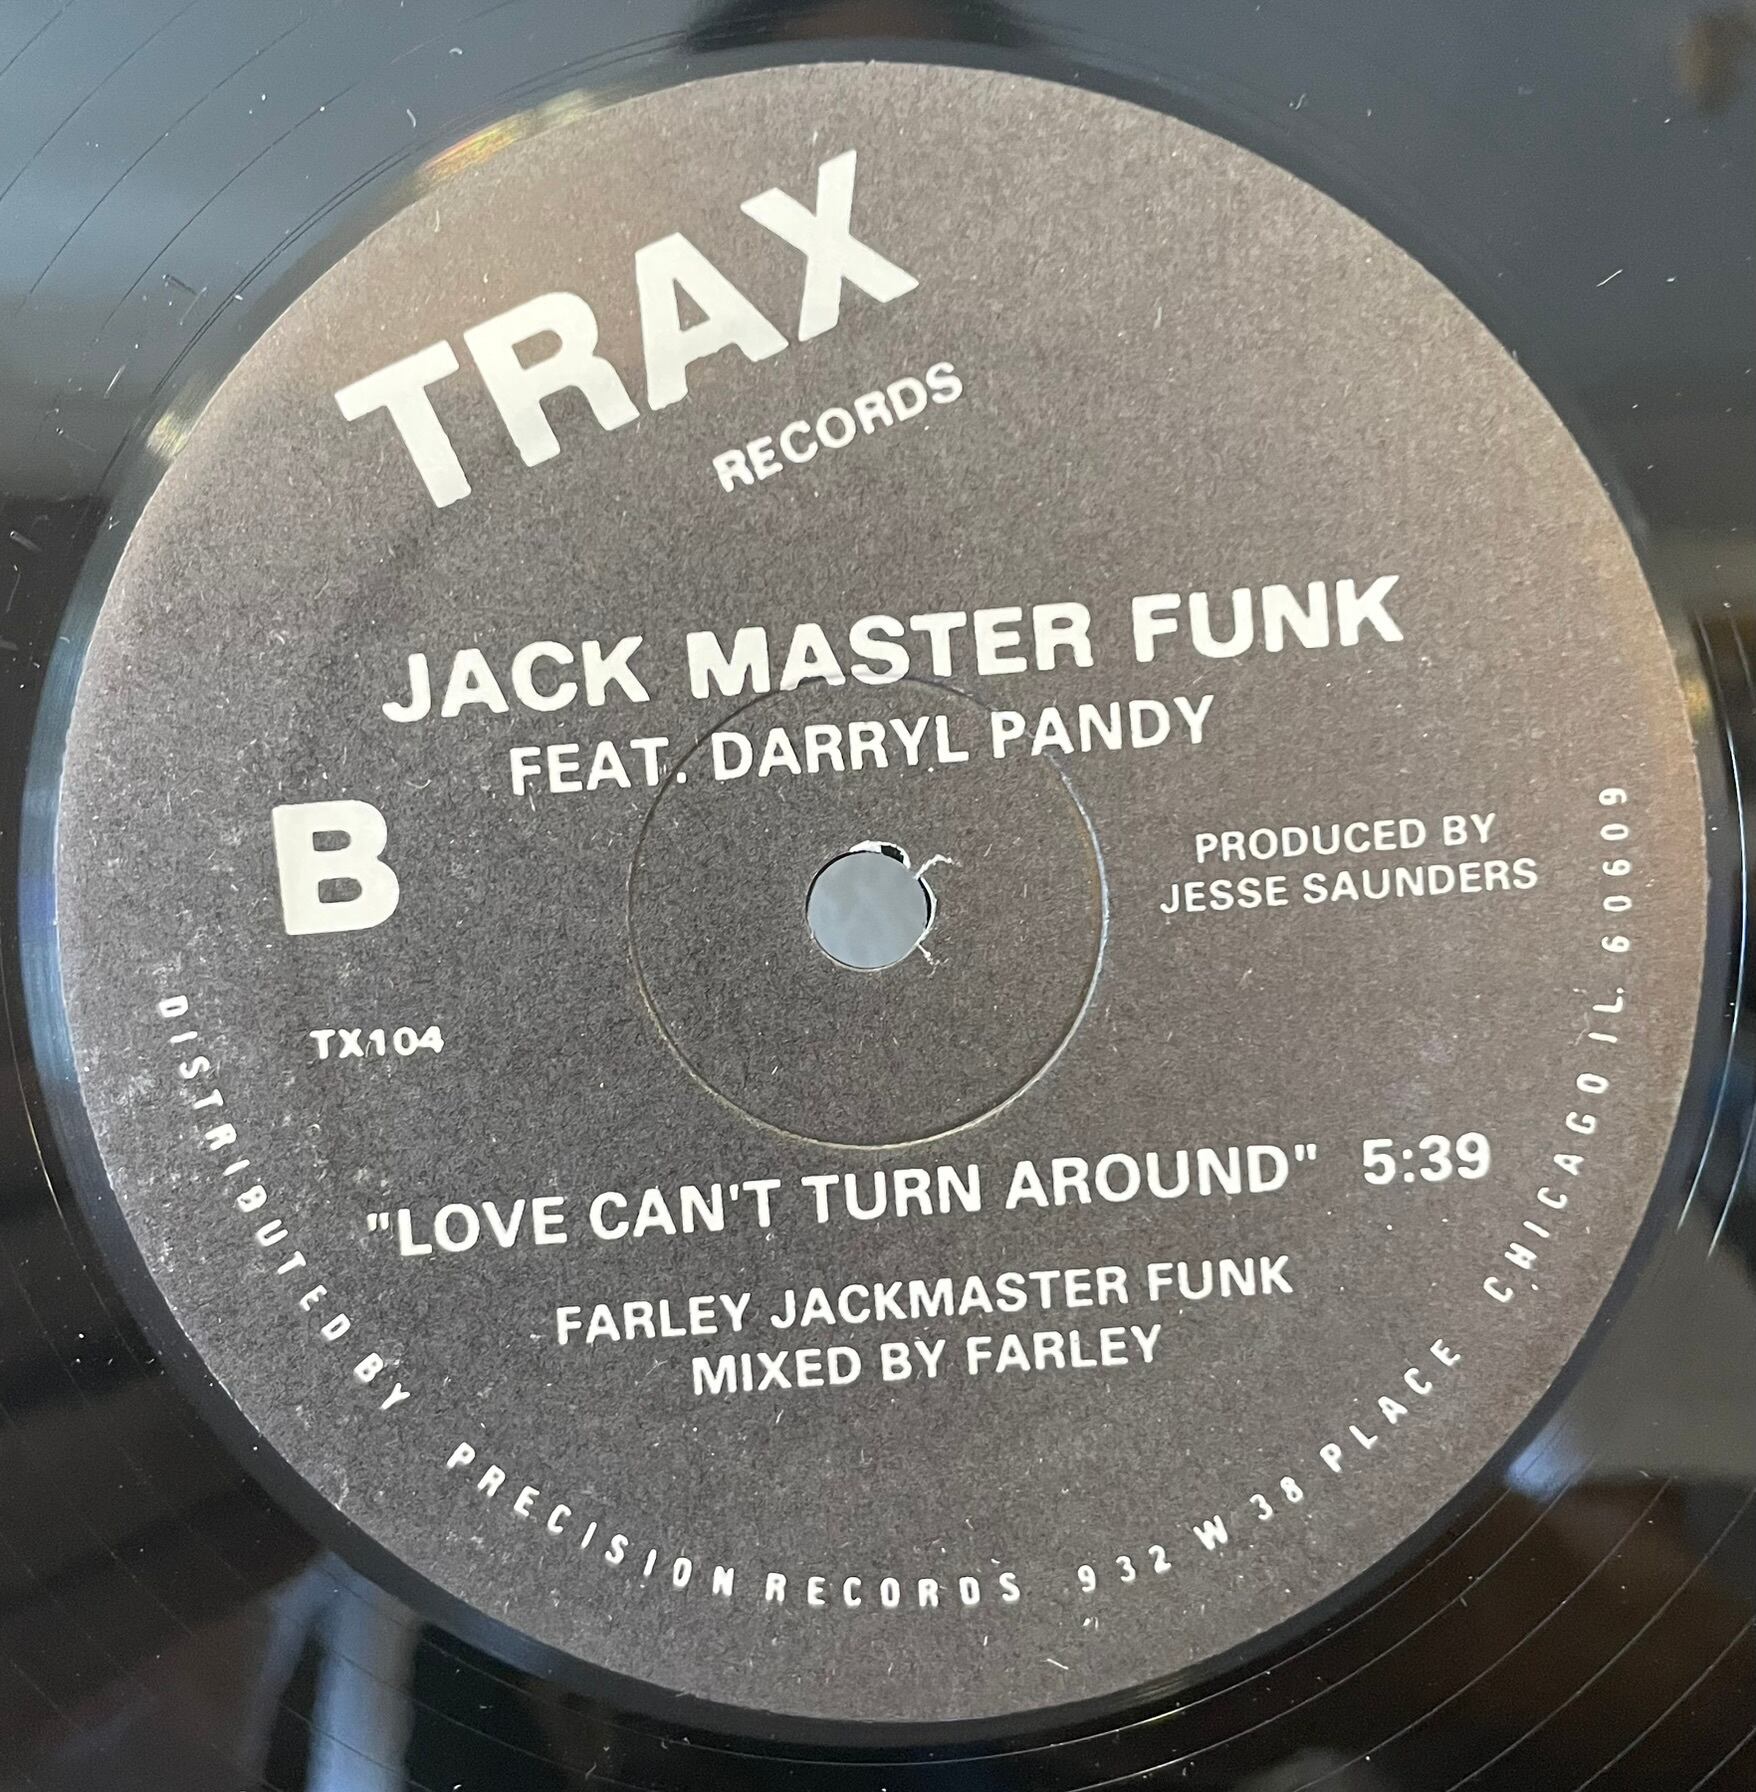 TRAX
RECORDS
JACK MASTER FUNK
FEAT. DARRYL PANDY
B
PRODUCED BY
JESSE SAUNDERS
TX104
"LOVE CAN'T TURN AROUND" 5:39
FARLEY JACKMASTER FUNK
MIXED BY FARLEY
DISTRIBUTED BY PRECISION RECORDS 932 W 38 PLACE CHICAGO IL. 60609